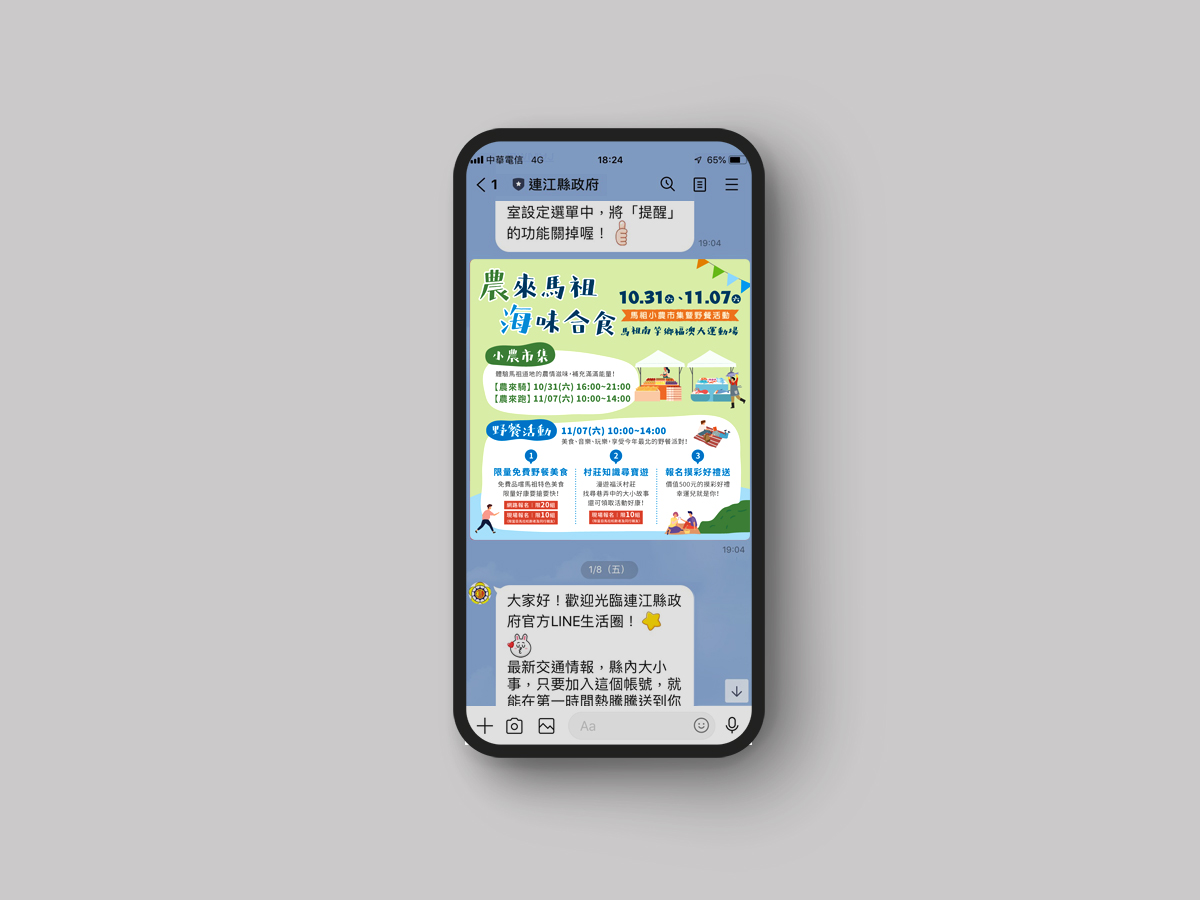 中華電信 4G 18:24 65%
1 連江縣政府
室設定選單中，將「提醒」
的功能關掉喔！
19:04
農來馬祖
海味合食
10.31六、11.07六
馬祖小農市集暨野餐活動
馬祖南竿鄉福澳大運動場
小農市集
體驗馬祖道地的農情滋味，補充滿滿能量！
【農來騎】10/31(六) 16:00~21:00
【農來跑】11/07(六) 10:00~14:00
野餐活動
11/07(六) 10:00~14:00
美食、音樂、玩樂，享受今年最北的野餐派對！
1
限量免費野餐美食
免費品嚐馬祖特色美食
限量好康要搶要快！
網路報名｜限20組
現場報名｜限10組
2
村莊知識尋寶遊
漫遊福沃村莊
找尋巷弄中的大小故事
還可領取活動好康！
現場報名｜限10組
3
報名摸彩好禮送
價值500元的摸彩好禮
幸運兒就是你！
19:04
1/8（五）
大家好！歡迎光臨連江縣政
府官方LINE生活圈！
最新交通情報，縣內大小
事，只要加入這個帳號，就
能在第一時間熱騰騰送到你
Aa